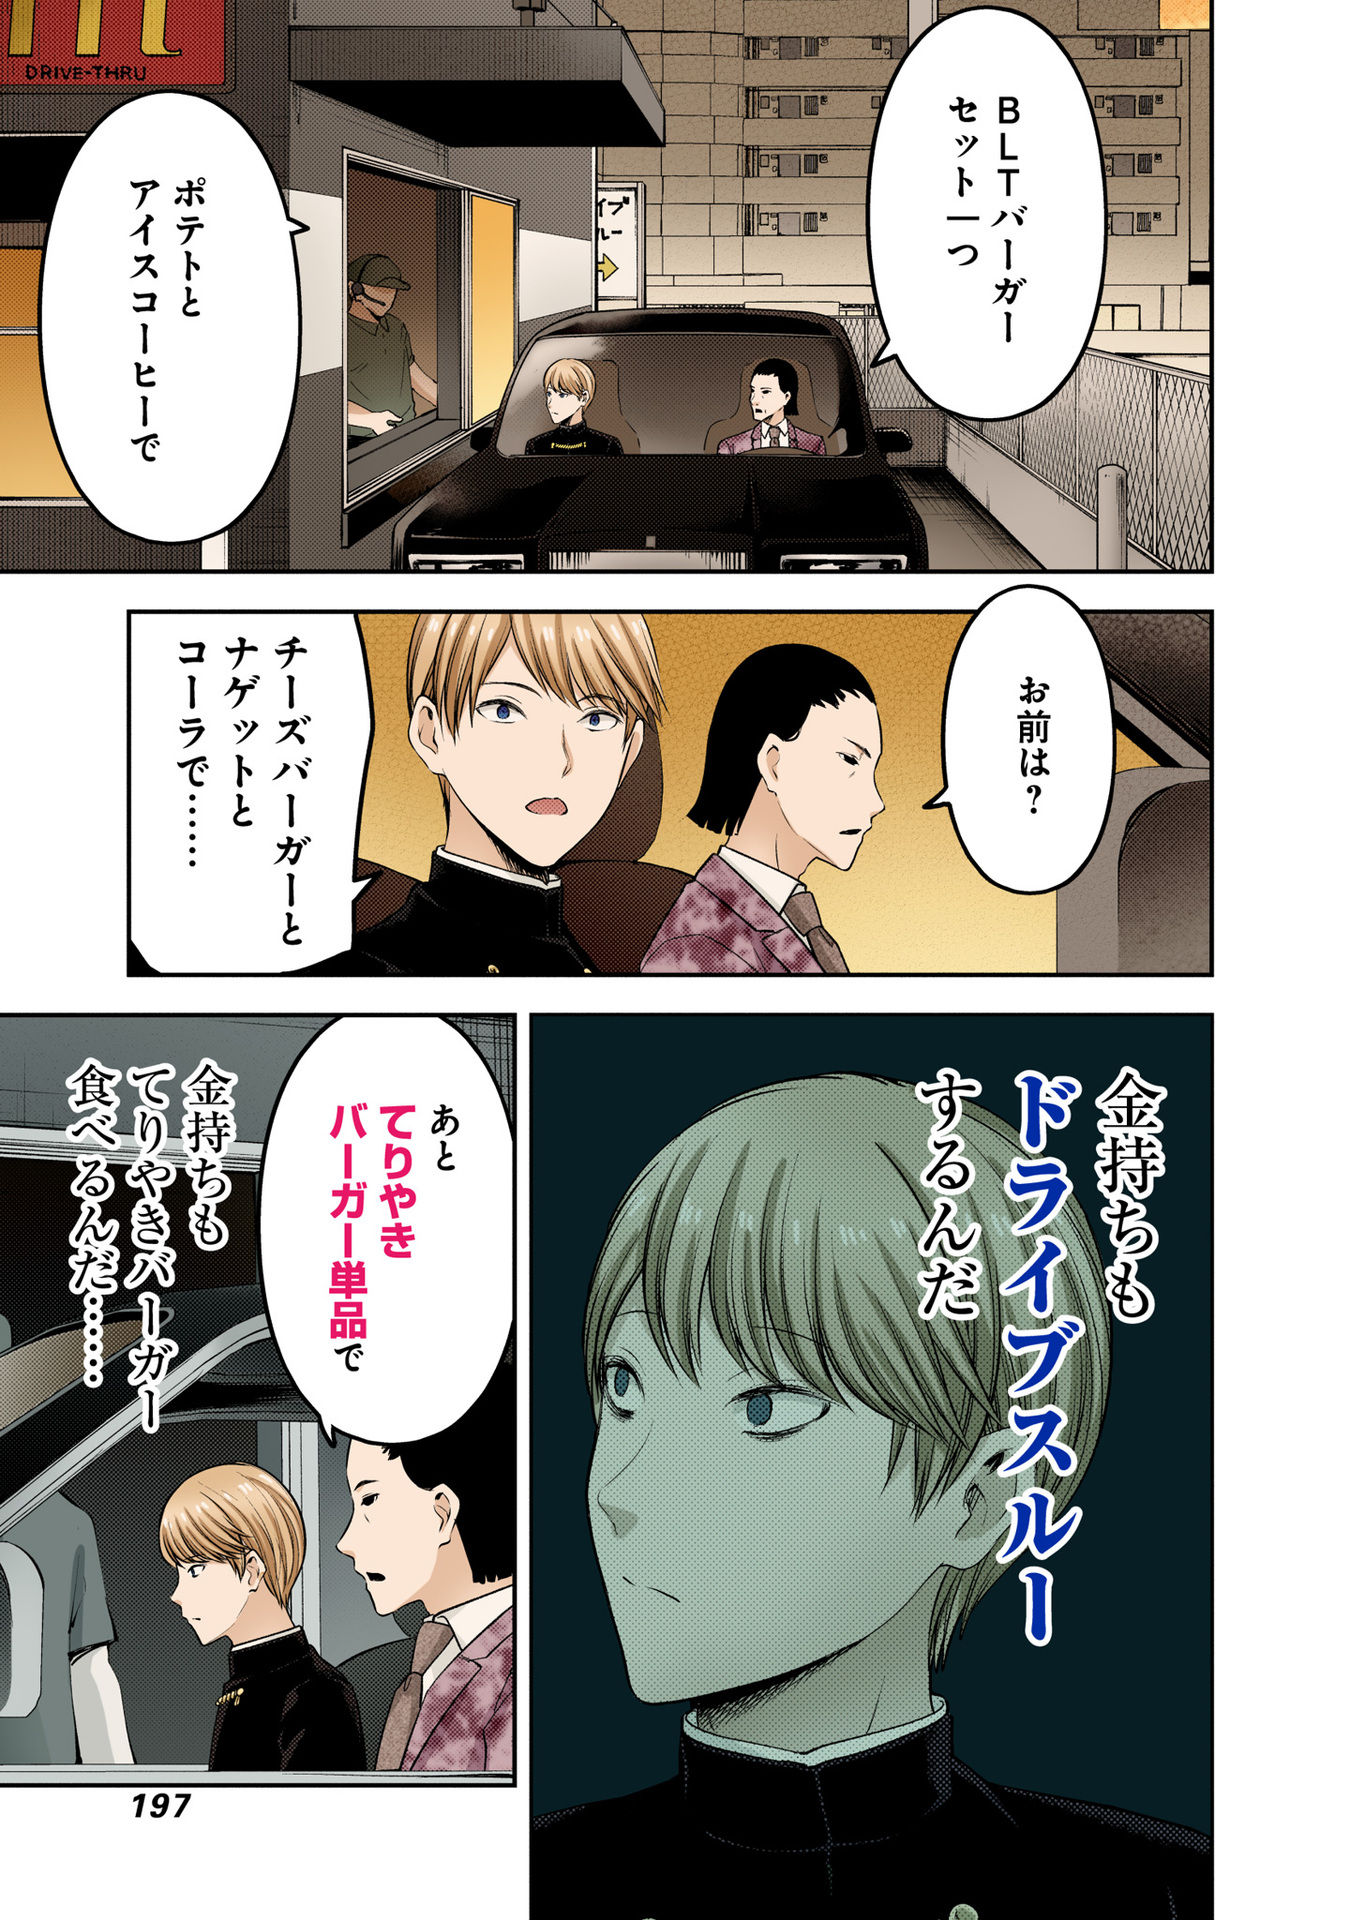 DRIVE-THRU
BLTバーガー
セット一つ
イブ
ルー
ポテトと
アイスコーヒーで
お前は?
チーズバーガーと
ナゲットと
コーラで……
金持ちも
ドライブスルー
するんだ
あと
てりやき
バーガー単品で
金持ちも
てりやきバーガー
食べるんだ………
197